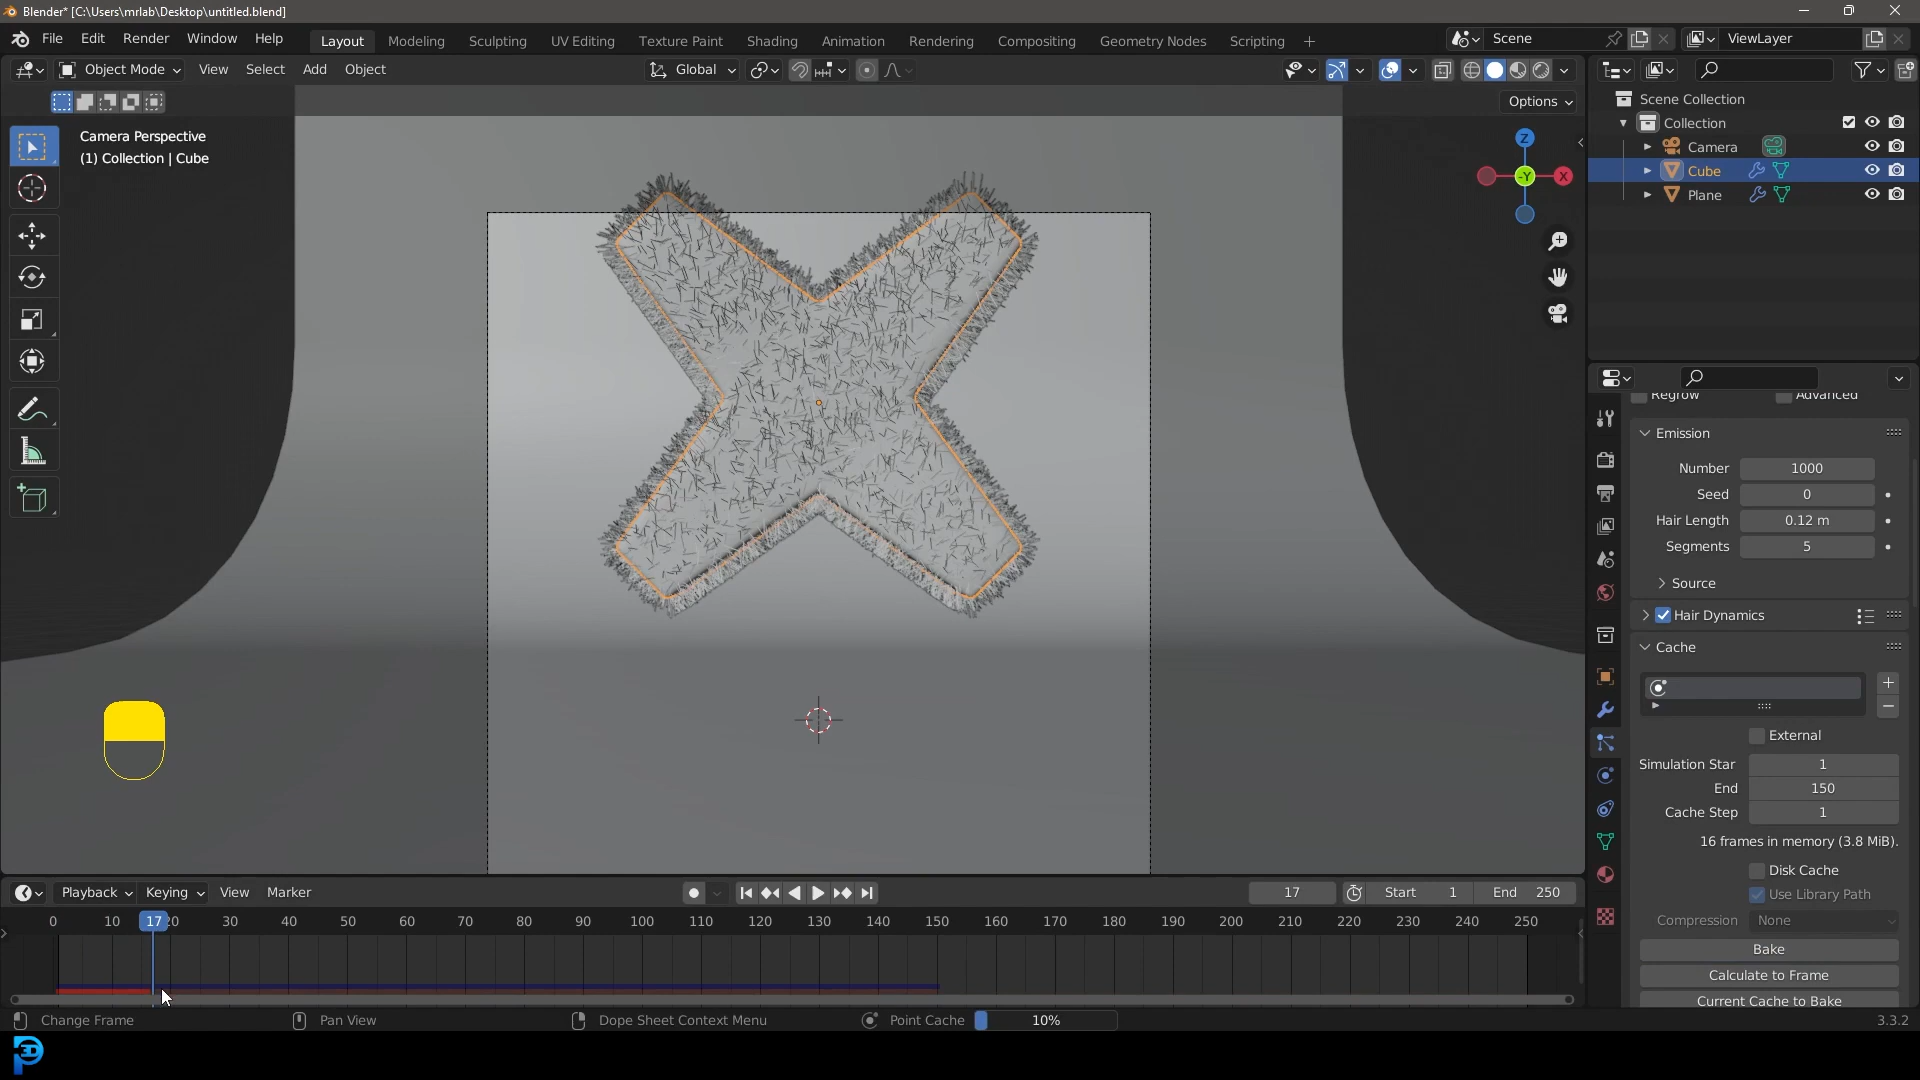 Blender* [C:\Users\mrlab\Desktop\untitled.blend]
File Edit Render Window Help
Layout Modeling Sculpting UV Editing Texture Paint Shading Animation Rendering Compositing Geometry Nodes Scripting +
Scene
ViewLayer
Object Mode View Select Add Object
Global
Options
Camera Perspective
(1) Collection | Cube
Z
-Y
X
Scene Collection
Collection
Camera
Cube
Plane
Regrow Advanced
Emission
Number 1000
Seed 0
Hair Length 0.12 m
Segments 5
Source
Hair Dynamics
Cache
External
Simulation Star 1
End 150
Cache Step 1
16 frames in memory (3.8 MiB).
Disk Cache
Use Library Path
Compression None
Bake
Calculate to Frame
Current Cache to Bake
Playback Keying View Marker
17
Start 1 End 250
0 10 17 20 30 40 50 60 70 80 90 100 110 120 130 140 150 160 170 180 190 200 210 220 230 240 250
Change Frame Pan View Dope Sheet Context Menu Point Cache 10% 3.3.2
3D